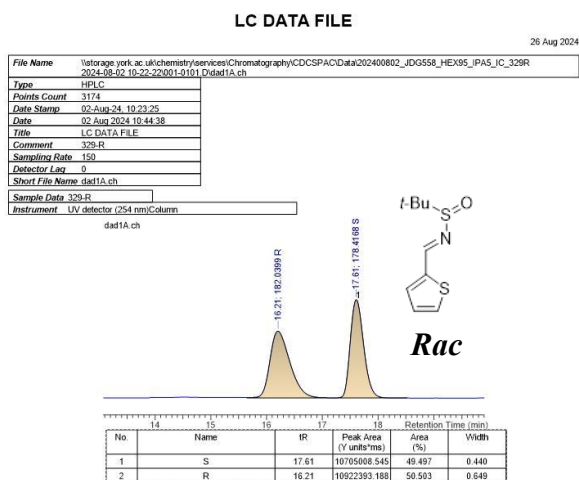 LC DATA FILE
26 Aug 2024
File Name \\storage.york.ac.uk\chemistry\services\Chromatography\CDCSPAC\Data\202400802_JDG558_HEX95_IPA5_IC_329R
2024-08-02 10-22-22\001-0101.D\dad1A.ch
Type HPLC
Points Count 3174
Date Stamp 02-Aug-24, 10:23:25
Date 02 Aug 2024 10:44:38
Title LC DATA FILE
Comment 329-R
Sampling Rate 150
Detector Lag 0
Short File Name dad1A.ch
Sample Data 329-R
Instrument UV detector (254 nm)Column
dad1A.ch
t-Bu S O
N
S
16.21; 182.0399 R
17.61; 178.4168 S
Rac
14 15 16 17 18 Retention Time (min)
No. Name tR Peak Area (Y units*ms) Area (%) Width
1 S 17.61 10705008.545 49.497 0.440
2 R 16.21 10922393.188 50.503 0.649